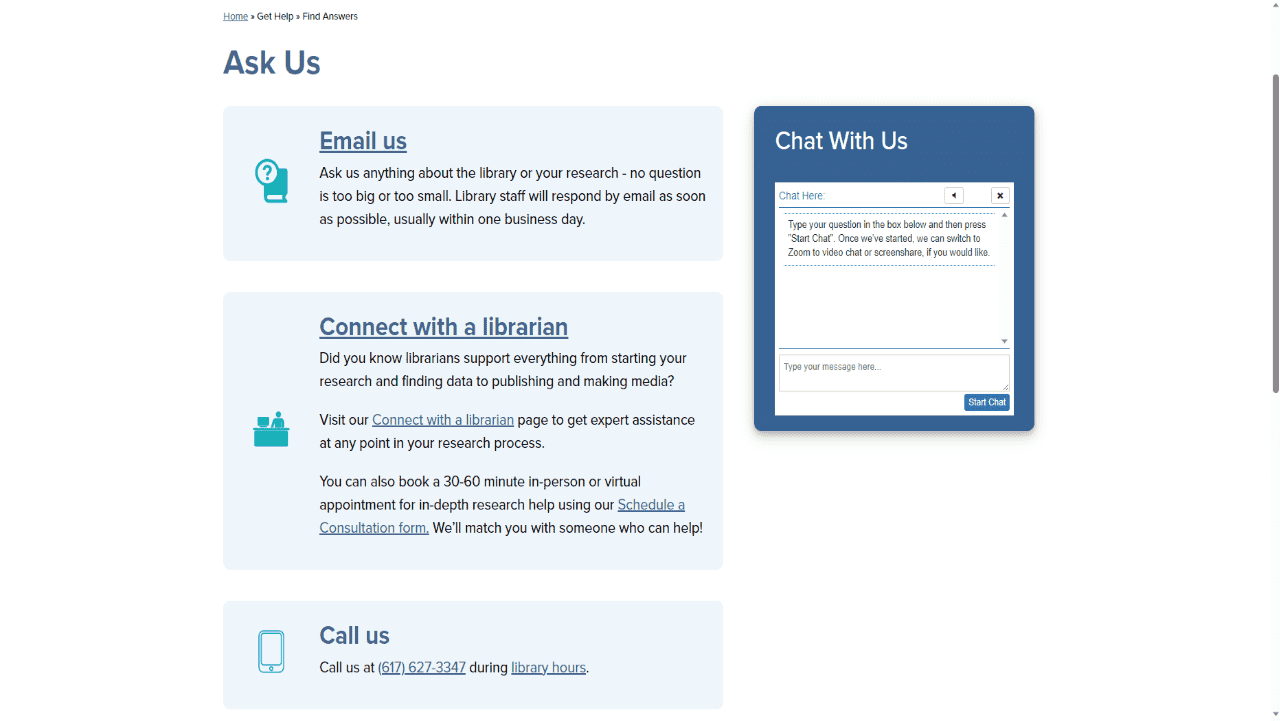 Home » Get Help » Find Answers
Ask Us
Email us
Ask us anything about the library or your research - no question
is too big or too small. Library staff will respond by email as soon
as possible, usually within one business day.
Connect with a librarian
Did you know librarians support everything from starting your
research and finding data to publishing and making media?
Visit our Connect with a librarian page to get expert assistance
at any point in your research process.
You can also book a 30-60 minute in-person or virtual
appointment for in-depth research help using our Schedule a
Consultation form. We'll match you with someone who can help!
Call us
Call us at (617) 627-3347 during library hours.
Chat With Us
Chat Here:
Type your question in the box below and then press
"Start Chat". Once we've started, we can switch to
Zoom to video chat or screenshare, if you would like.
Type your message here...
Start Chat